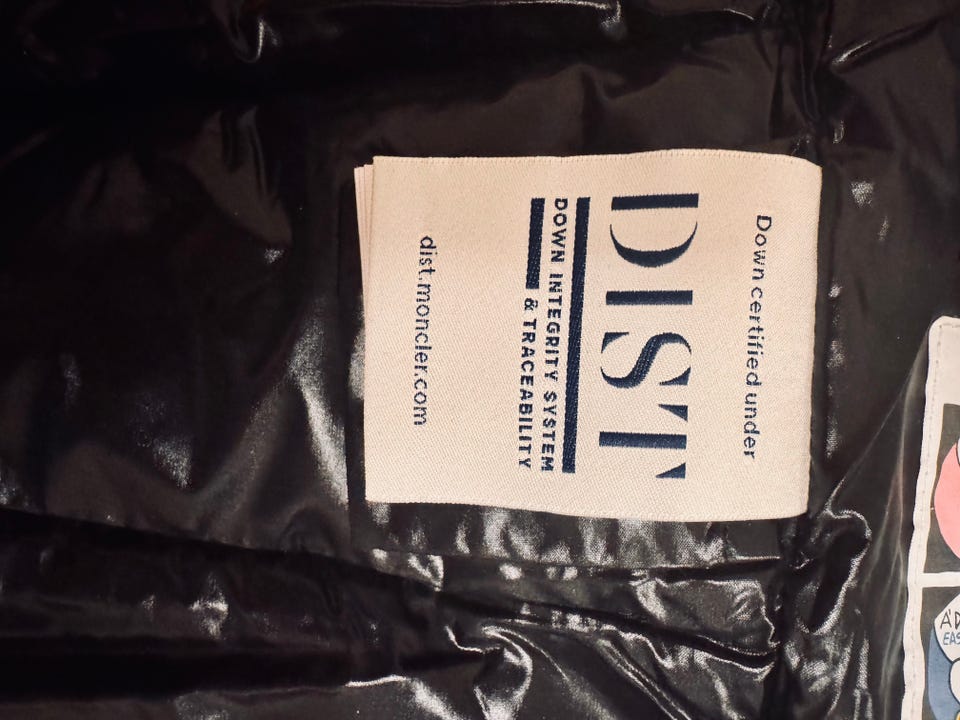 Down certified under
DIST
DOWN INTEGRITY SYSTEM
& TRACEABILITY
dist.moncler.com